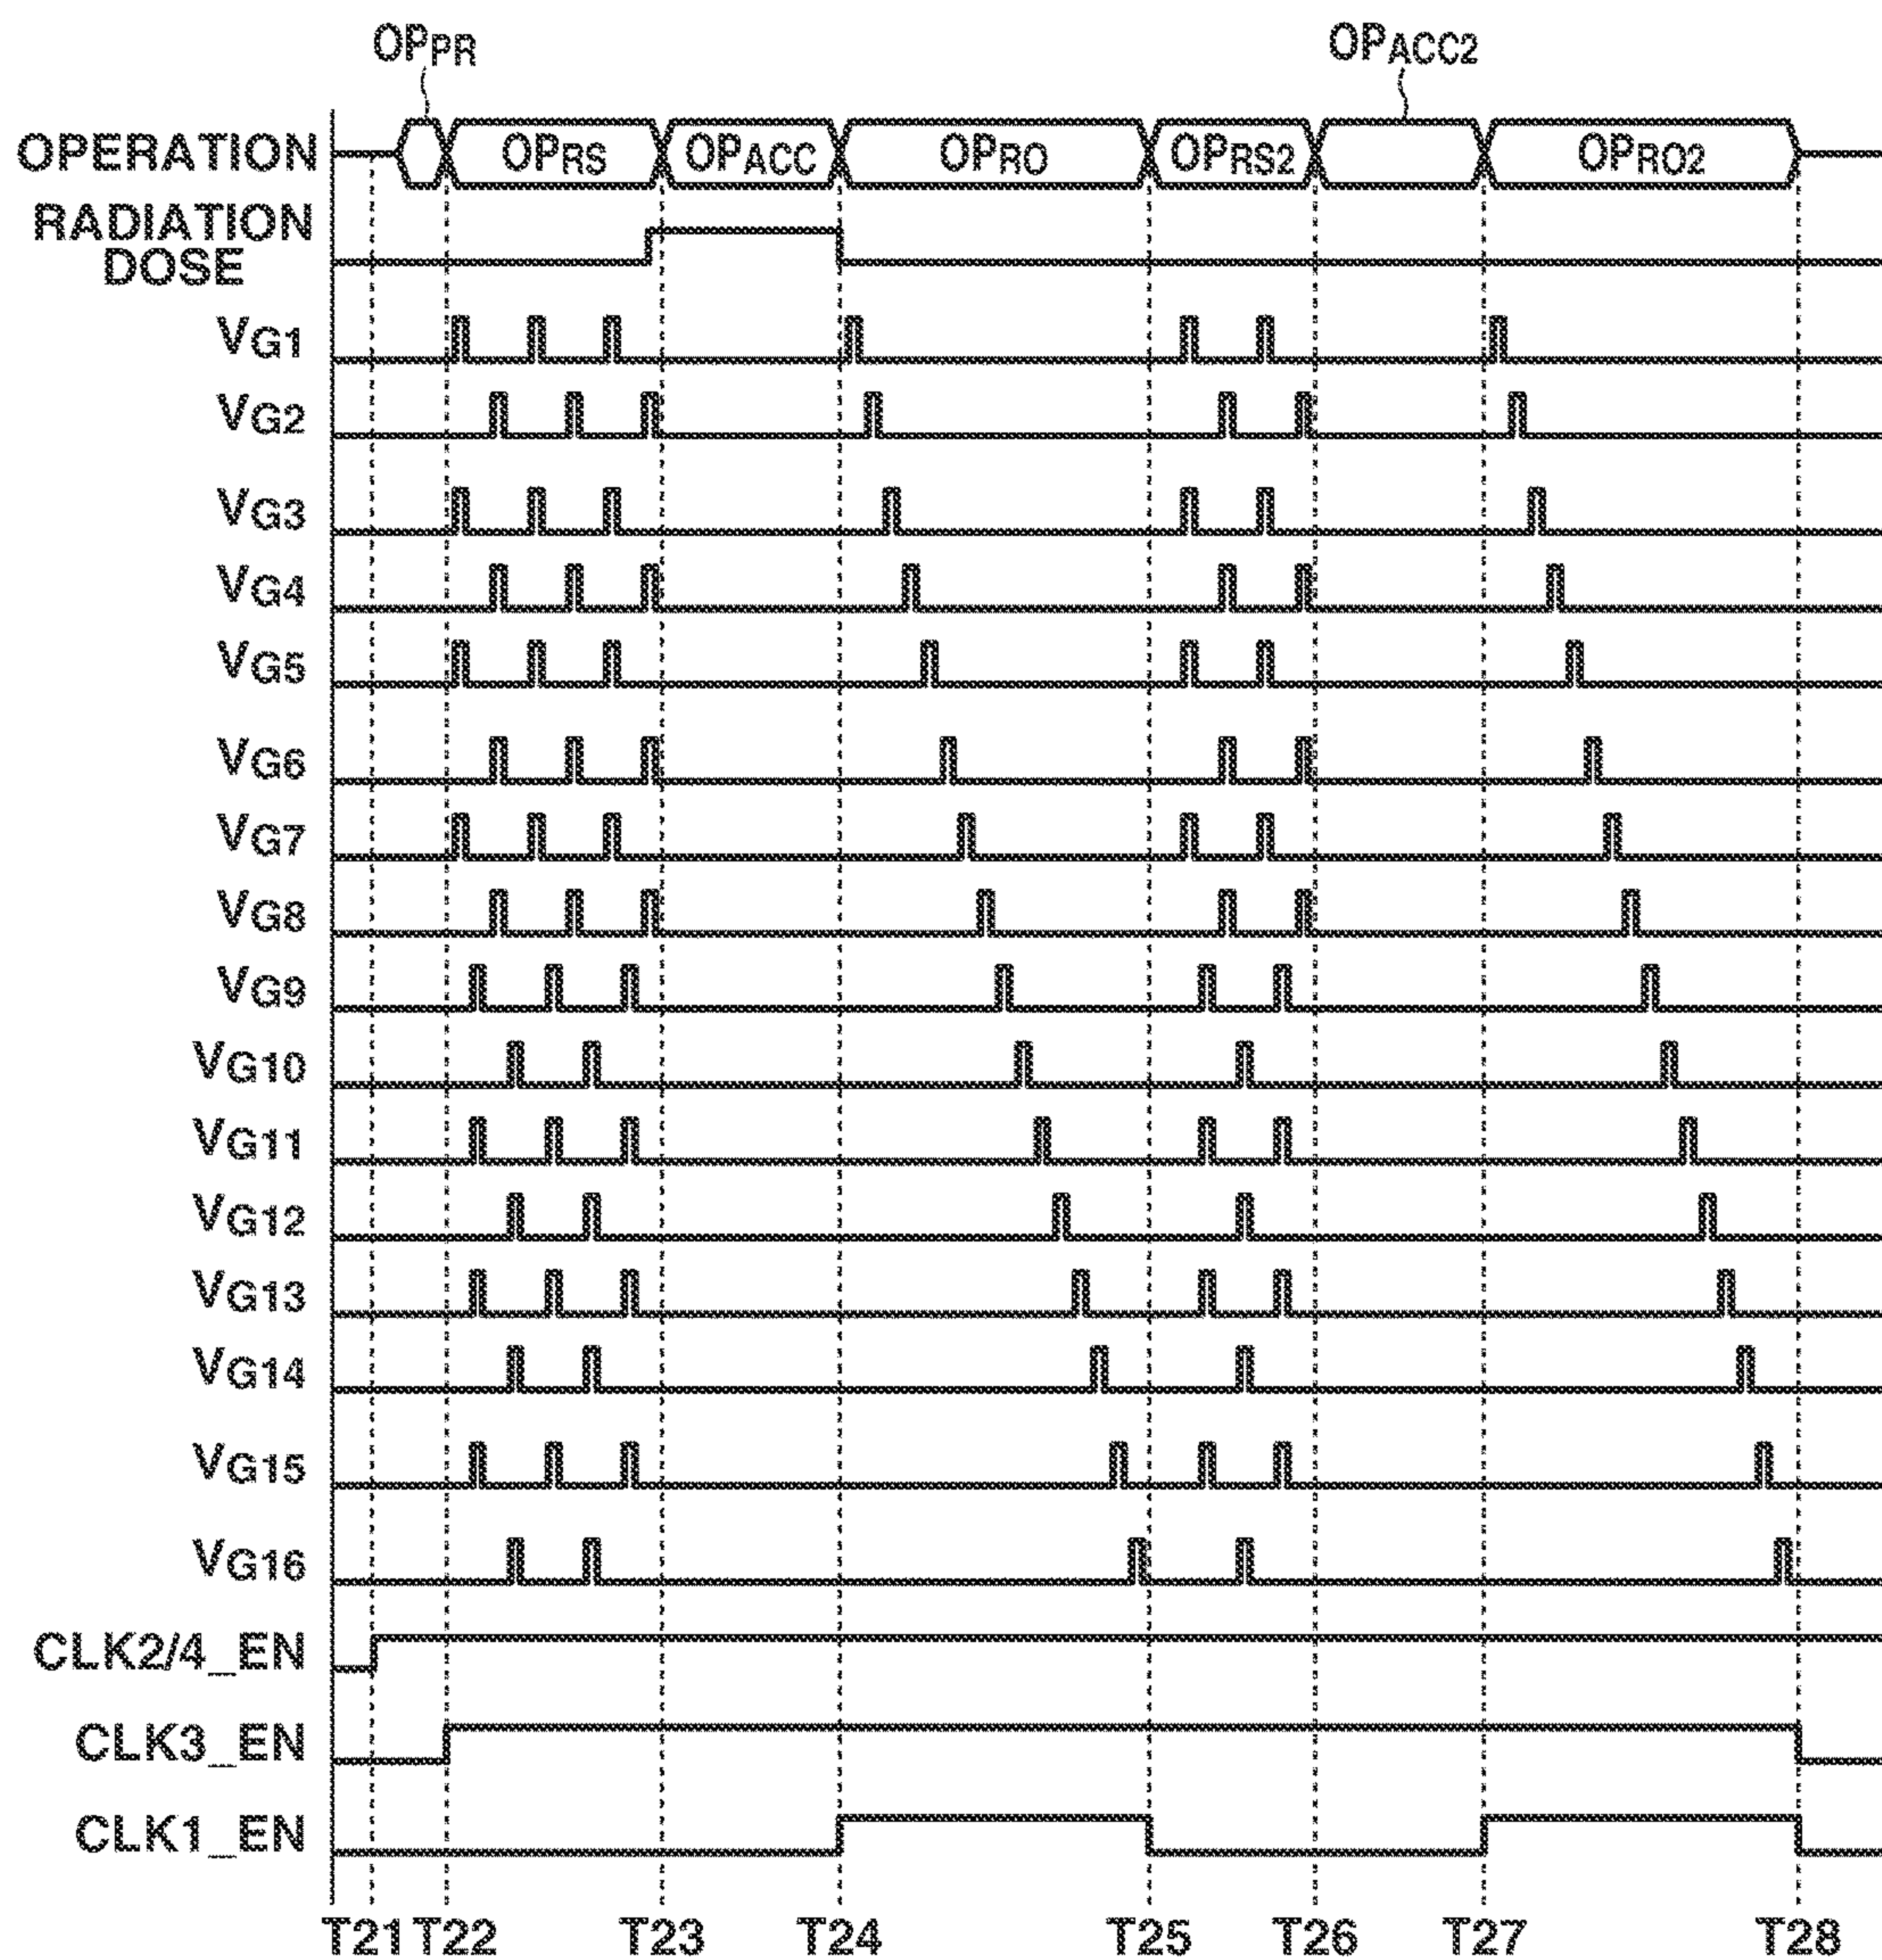 OPPR
OPACC2
OPERATION
OPRS
OPACC
OPRO
OPRS2
OPRO2
RADIATION
DOSE
VG1
VG2
VG3
VG4
VG5
VG6
VG7
VG8
VG9
VG10
VG11
VG12
VG13
VG14
VG15
VG16
CLK2/4_EN
CLK3_EN
CLK1_EN
T21 T22 T23 T24 T25 T26 T27 T28